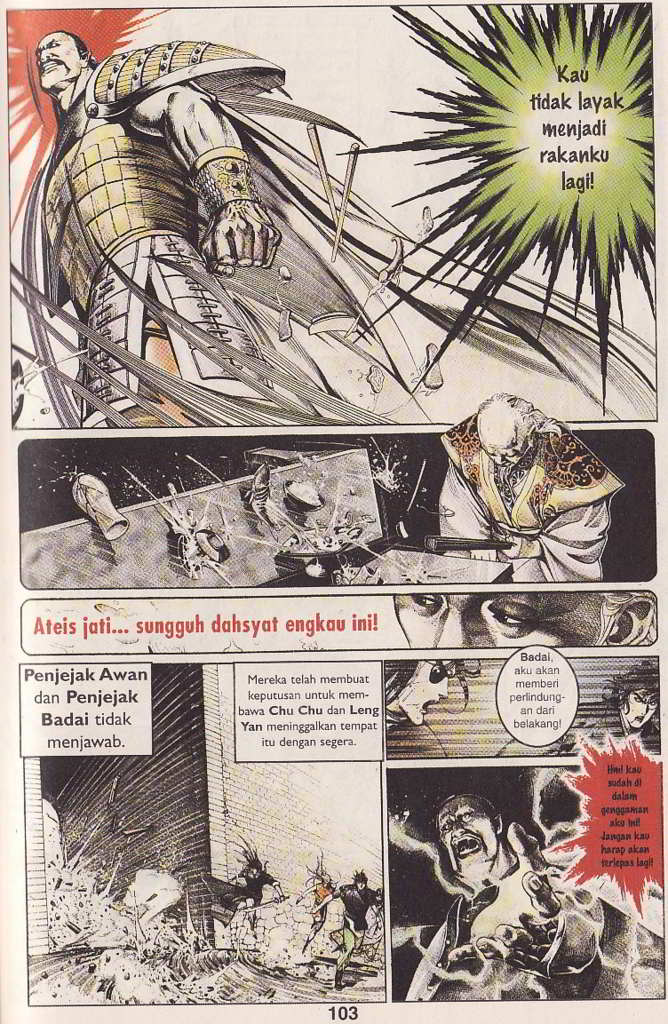 Kau
tidak layak
menjadi
rakanku
lagi!
Ateis jati... sungguh dahsyat engkau ini!
Penjejak Awan
dan Penjejak
Badai tidak
menjawab.
Mereka telah membuat
keputusan untuk mem-
bawa Chu Chu dan Leng
Yan meninggalkan tempat
itu dengan segera.
Badai,
aku akan
memberi
perlindung-
an dari
belakang!
Hm! kau
sudah di
dalam
genggaman
aku ini!
Jangan kau
harap akan
terlepas lagi!
103